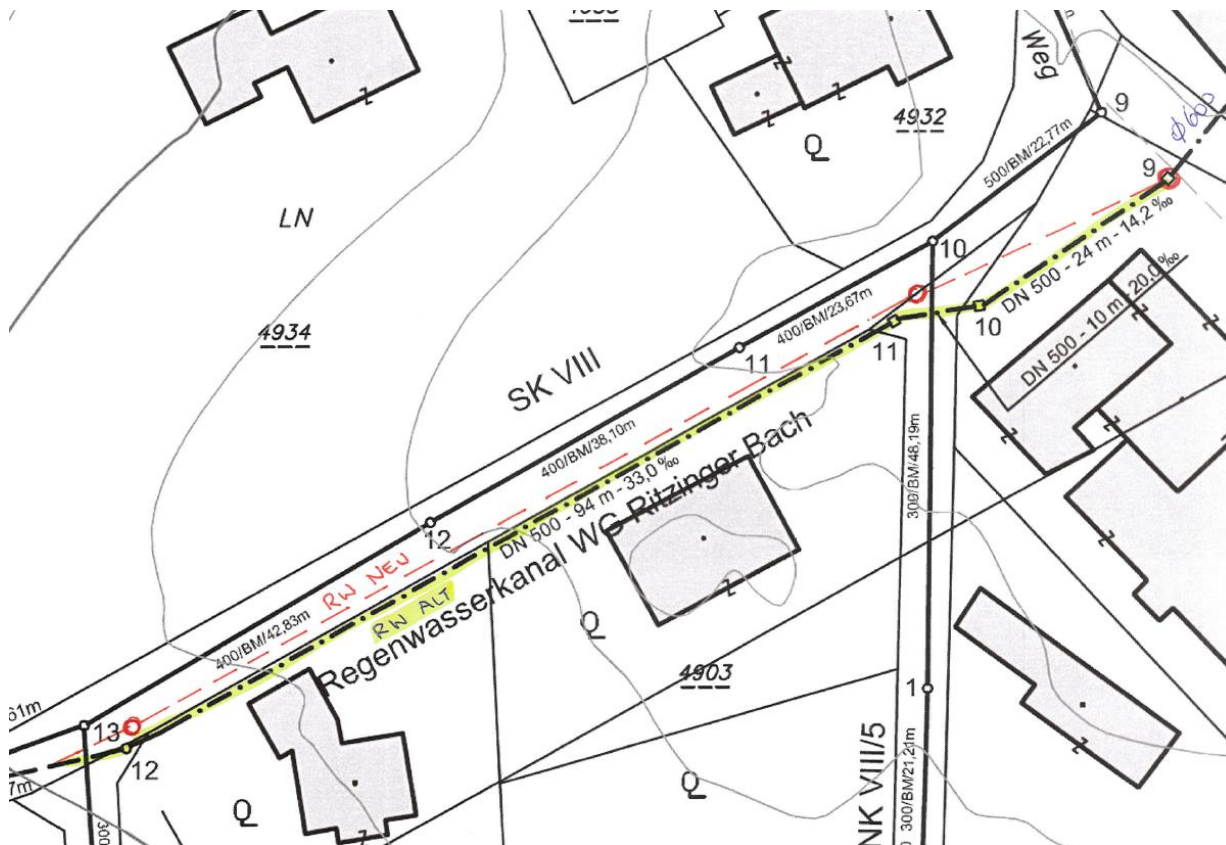 Weg
9
Ø600
4932
Q
9
500/BM/22,77m
LN
10
DN 500 - 24 m - 14,2 ‰
400/BM/23,67m
10
4934
11
11
DN 500 - 10 m - 20,0 ‰
SK VIII
400/BM/38,10m
12
DN 500 - 94 m - 33,0 ‰
Regenwasserkanal WG Ritzinger Bach
300/BM/48,19m
RW NEU
RW ALT
Q
400/BM/42,83m
4903
1
13
12
Q
Q
NK VIII/5
300/BM/21,21m
300